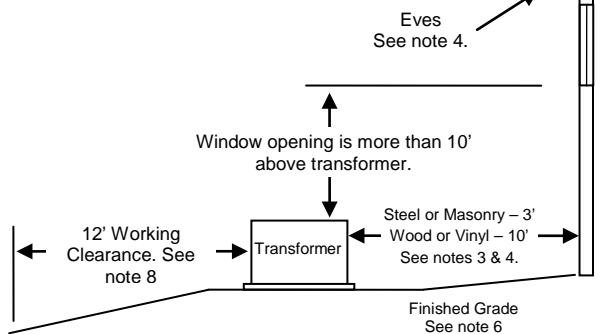 Eves
See note 4.
Window opening is more than 10’
above transformer.
12’ Working
Clearance. See
note 8
Transformer
Steel or Masonry – 3’
Wood or Vinyl – 10’
See notes 3 & 4.
Finished Grade
See note 6